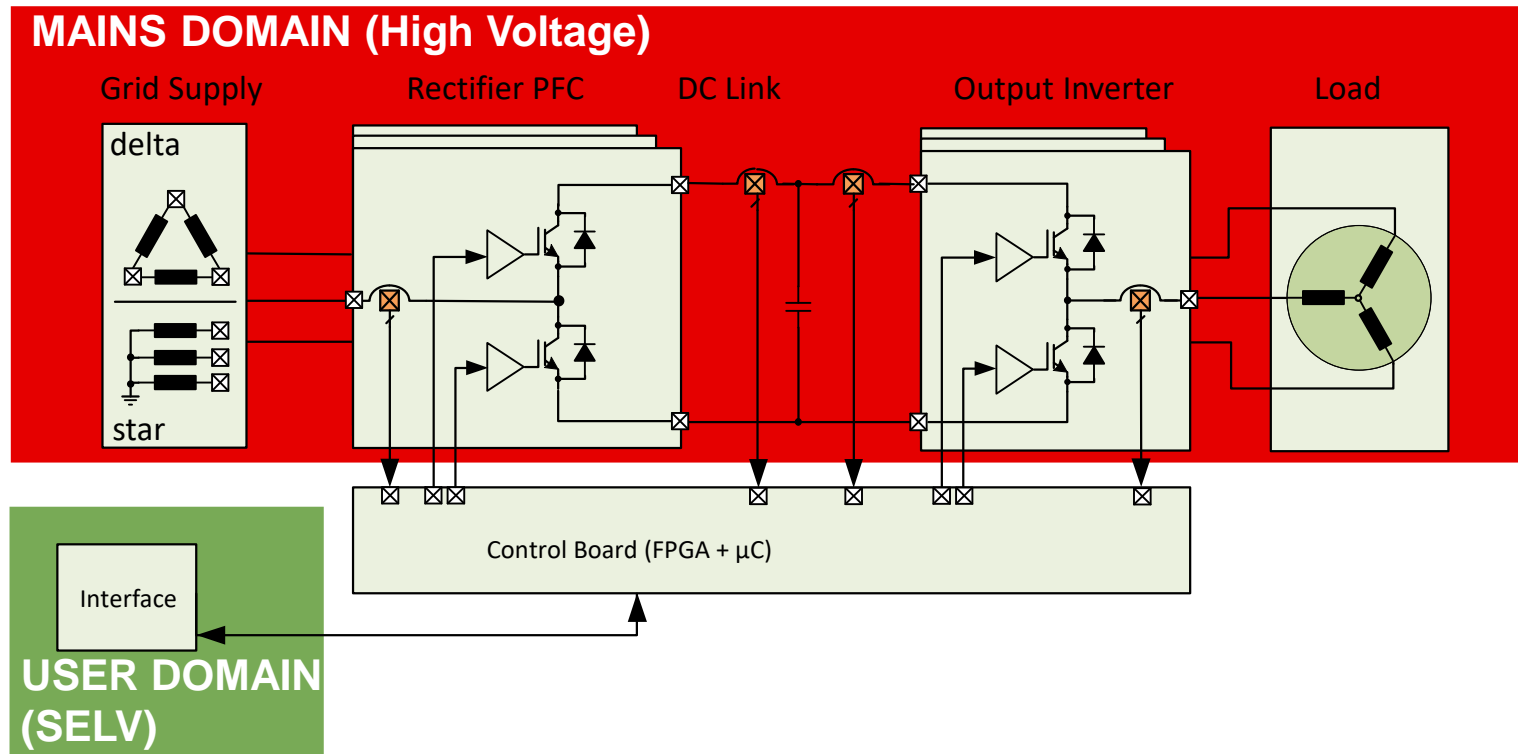 MAINS DOMAIN (High Voltage)
Grid Supply
Rectifier PFC
DC Link
Output Inverter
Load
delta
star
Control Board (FPGA + µC)
Interface
USER DOMAIN
(SELV)